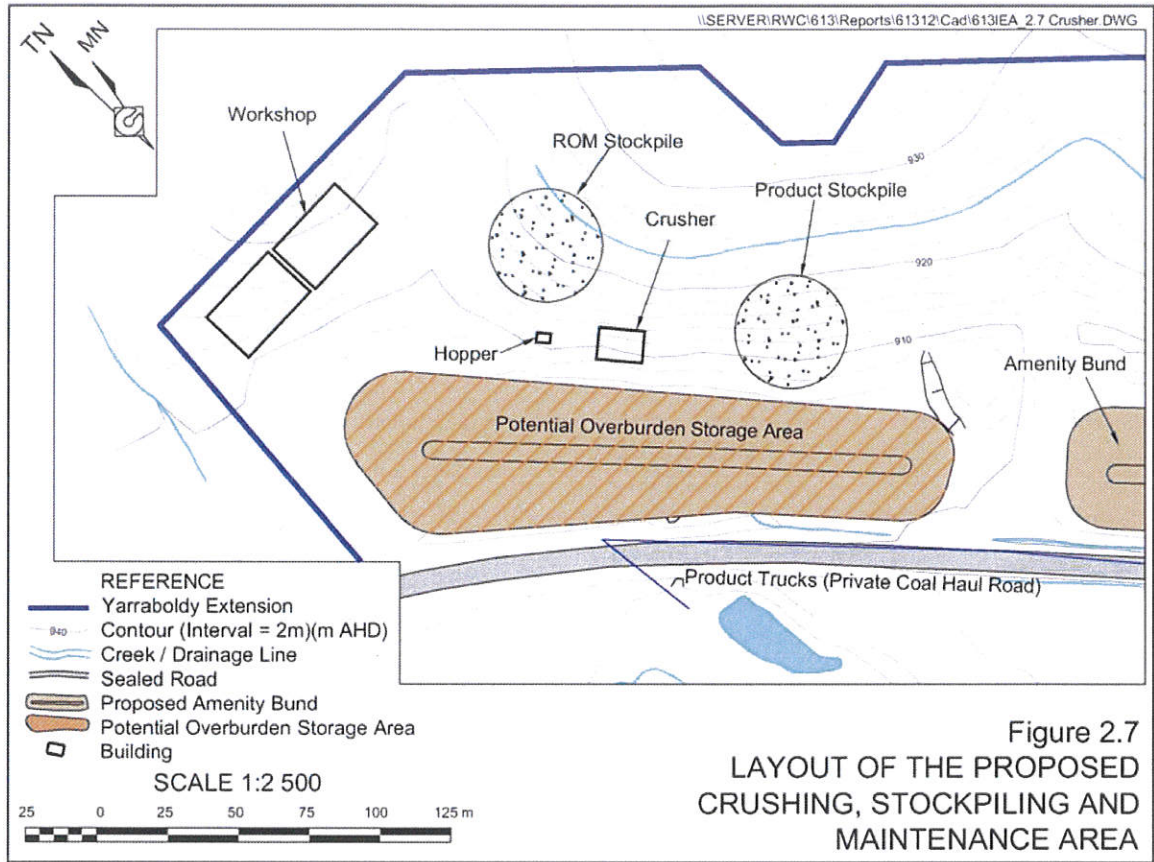 \\SERVER\RWC\613\Reports\61312\Cad\613IEA_2.7 Crusher.DWG
TN
MN
Workshop
ROM Stockpile
930
Product Stockpile
Crusher
920
Hopper
910
Amenity Bund
Potential Overburden Storage Area
Product Trucks (Private Coal Haul Road)
REFERENCE
Yarraboldy Extension
940
Contour (Interval = 2m)(m AHD)
Creek / Drainage Line
Sealed Road
Proposed Amenity Bund
Potential Overburden Storage Area
Building
SCALE 1:2 500
25 0 25 50 75 100 125 m
Figure 2.7
LAYOUT OF THE PROPOSED
CRUSHING, STOCKPILING AND
MAINTENANCE AREA